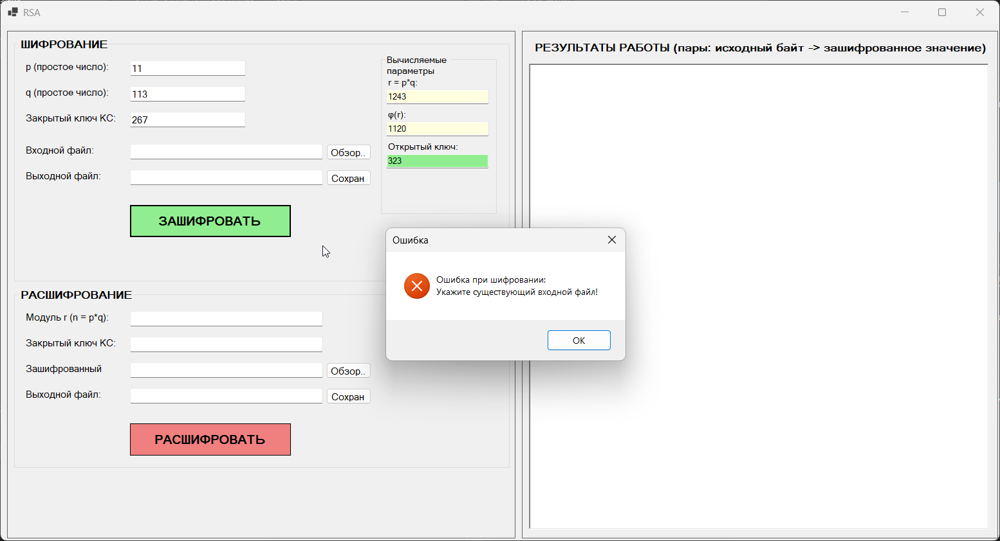 RSA
ШИФРОВАНИЕ
p (простое число):
11
q (простое число):
113
Закрытый ключ КС:
267
Входной файл:
Обзор..
Выходной файл:
Сохран
ЗАШИФРОВАТЬ
Вычисляемые
параметры
r = p*q:
1243
φ(r):
1120
Открытый ключ:
323
РАСШИФРОВАНИЕ
Модуль r (n = p*q):
Закрытый ключ КС:
Зашифрованный
Обзор..
Выходной файл:
Сохран
РАСШИФРОВАТЬ
РЕЗУЛЬТАТЫ РАБОТЫ (пары: исходный байт -> зашифрованное значение)
Ошибка
Ошибка при шифровании:
Укажите существующий входной файл!
ОК